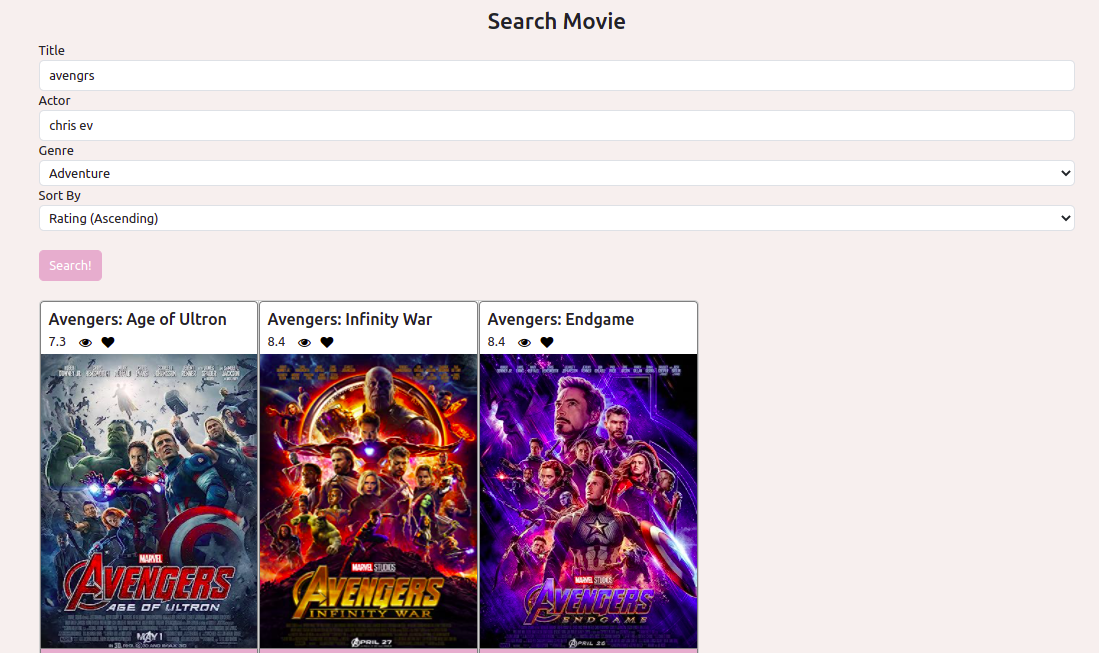 Search Movie
Title
avengrs
Actor
chris ev
Genre
Adventure
Sort By
Rating (Ascending)
Search!
Avengers: Age of Ultron
7.3
Avengers: Infinity War
8.4
Avengers: Endgame
8.4
MARVEL
AVENGERS
AGE OF ULTRON
MAY 1
MARVEL STUDIOS
AVENGERS
INFINITY WAR
APRIL 27
MARVEL STUDIOS
AVENGERS
ENDGAME
APRIL 26